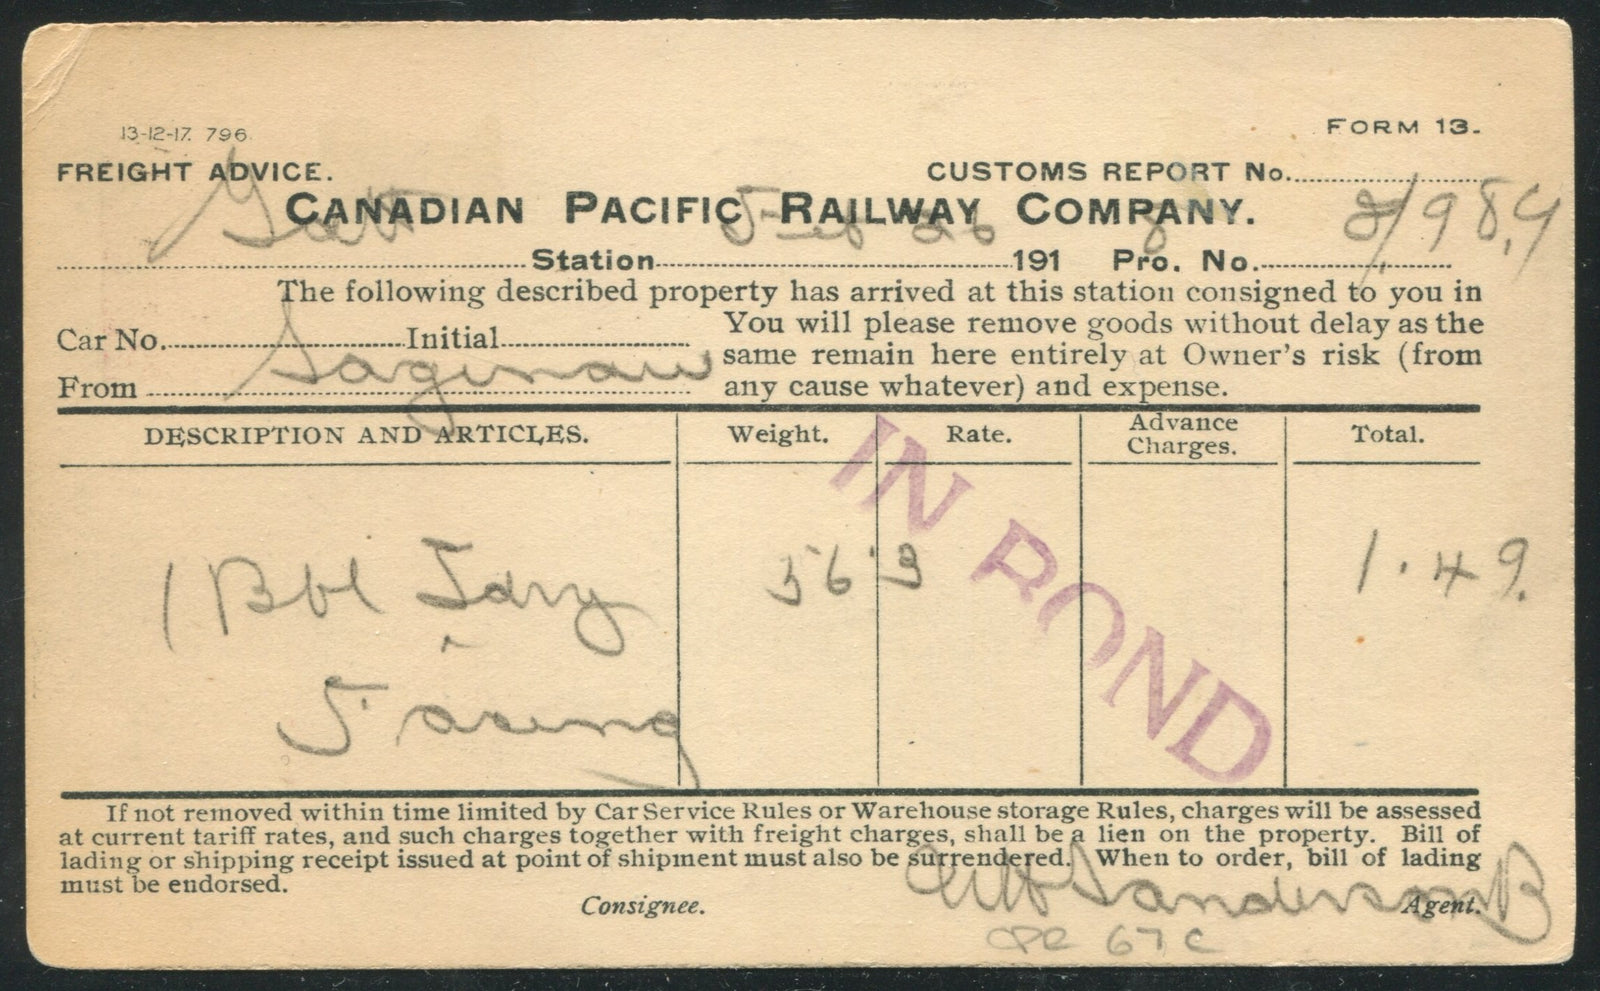 13-12-17. 796.
FORM 13.
FREIGHT ADVICE.
CUSTOMS REPORT No.
CANADIAN PACIFIC RAILWAY COMPANY.
Galt Station Feb 26 191 8 Pro. No.
The following described property has arrived at this station consigned to you in
Car No. Initial
From Saginaw
You will please remove goods without delay as the
same remain here entirely at Owner's risk (from
any cause whatever) and expense.
DESCRIPTION AND ARTICLES. Weight. Rate. Advance Charges. Total.
IN BOND
1 Bbl 563 1.49
If not removed within time limited by Car Service Rules or Warehouse storage Rules, charges will be assessed
at current tariff rates, and such charges together with freight charges, shall be a lien on the property. Bill of
lading or shipping receipt issued at point of shipment must also be surrendered. When to order, bill of lading
must be endorsed.
Consignee. Sanderson Agent. B
CPR 67C